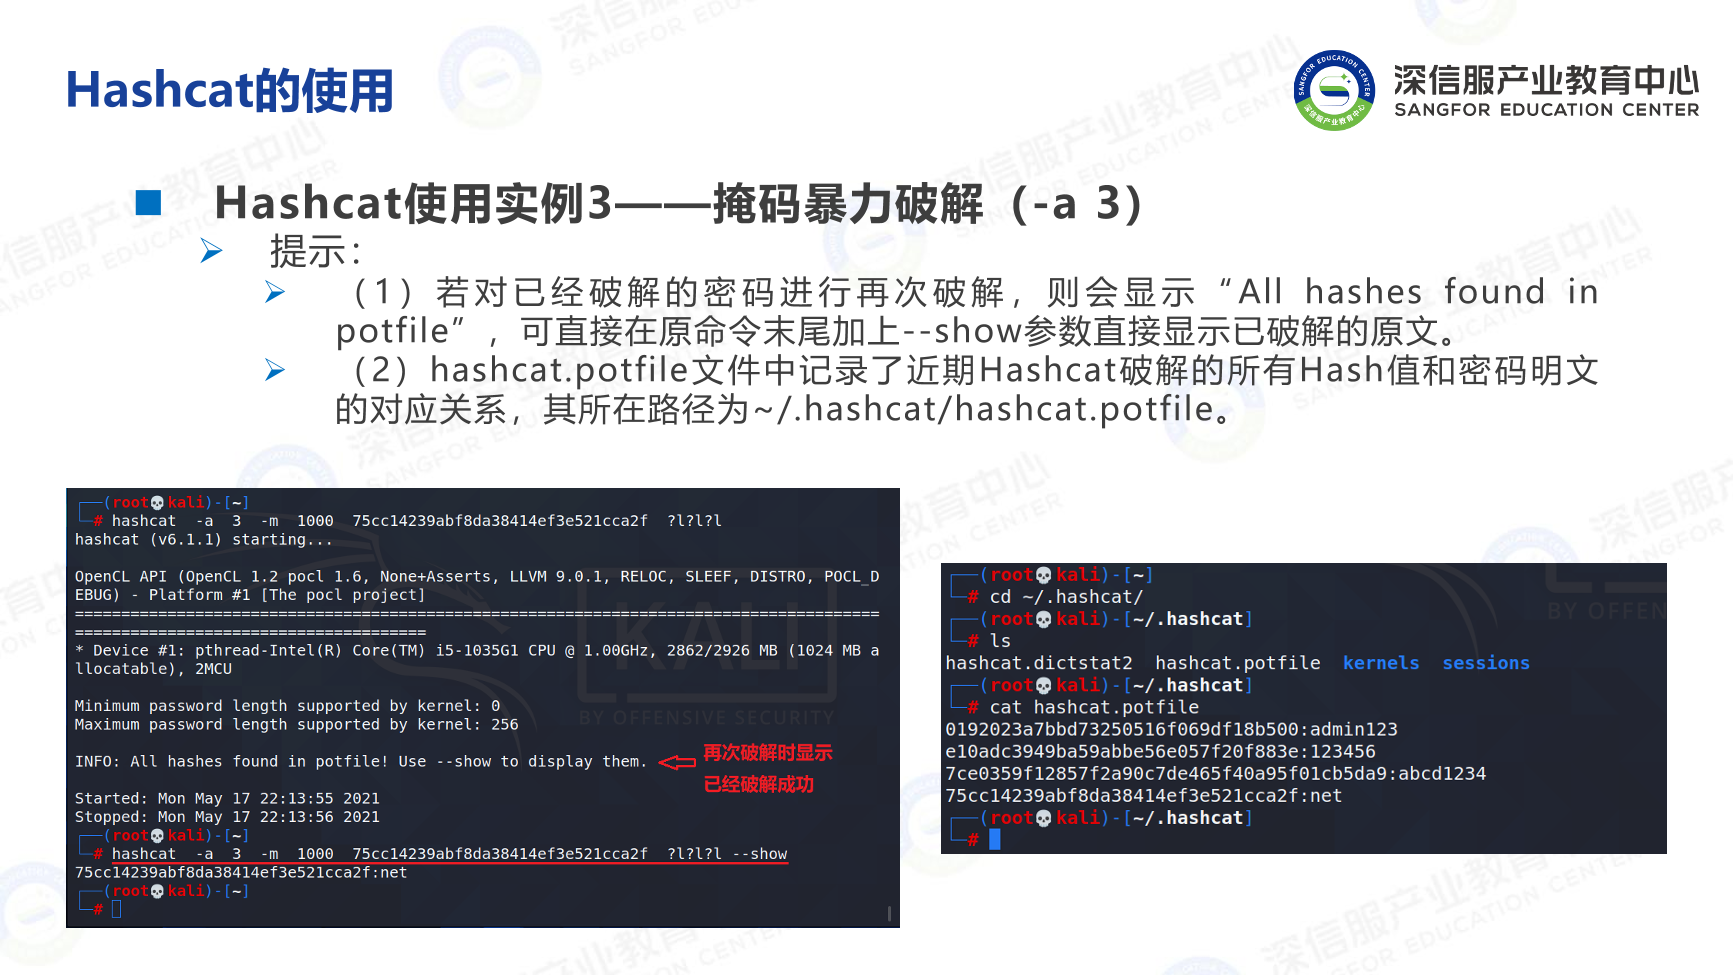 Hashcat的使用
深信服产业教育中心
SANGFOR EDUCATION CENTER
Hashcat使用实例3——掩码暴力破解（-a 3）
提示：
（1）若对已经破解的密码进行再次破解，则会显示“All hashes found in
potfile”，可直接在原命令末尾加上--show参数直接显示已破解的原文。
（2）hashcat.potfile文件中记录了近期Hashcat破解的所有Hash值和密码明文
的对应关系，其所在路径为~/.hashcat/hashcat.potfile。
┌──(root💀kali)-[~]
└─# hashcat  -a  3  -m  1000  75cc14239abf8da38414ef3e521cca2f  ?l?l?l
hashcat (v6.1.1) starting...
OpenCL API (OpenCL 1.2 pocl 1.6, None+Asserts, LLVM 9.0.1, RELOC, SLEEF, DISTRO, POCL_D
EBUG) - Platform #1 [The pocl project]
=======================================================================================
======================================
* Device #1: pthread-Intel(R) Core(TM) i5-1035G1 CPU @ 1.00GHz, 2862/2926 MB (1024 MB a
llocatable), 2MCU
Minimum password length supported by kernel: 0
Maximum password length supported by kernel: 256
INFO: All hashes found in potfile! Use --show to display them.
再次破解时显示
已经破解成功
Started: Mon May 17 22:13:55 2021
Stopped: Mon May 17 22:13:56 2021
┌──(root💀kali)-[~]
└─# hashcat  -a  3  -m  1000  75cc14239abf8da38414ef3e521cca2f  ?l?l?l --show
75cc14239abf8da38414ef3e521cca2f:net
┌──(root💀kali)-[~]
└─#
KALI
BY OFFENSIVE SECURITY
┌──(root💀kali)-[~]
└─# cd ~/.hashcat/
┌──(root💀kali)-[~/.hashcat]
└─# ls
hashcat.dictstat2  hashcat.potfile  kernels  sessions
┌──(root💀kali)-[~/.hashcat]
└─# cat hashcat.potfile
0192023a7bbd73250516f069df18b500:admin123
e10adc3949ba59abbe56e057f20f883e:123456
7ce0359f12857f2a90c7de465f40a95f01cb5da9:abcd1234
75cc14239abf8da38414ef3e521cca2f:net
┌──(root💀kali)-[~/.hashcat]
└─#
BY OFFEN